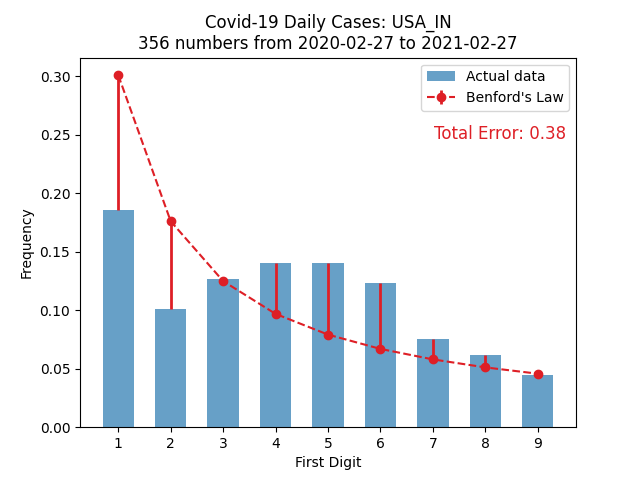 Covid-19 Daily Cases: USA_IN
356 numbers from 2020-02-27 to 2021-02-27
Actual data
Benford's Law
Total Error: 0.38
0.30
0.25
0.20
0.15
0.10
0.05
0.00
Frequency
1 2 3 4 5 6 7 8 9
First Digit